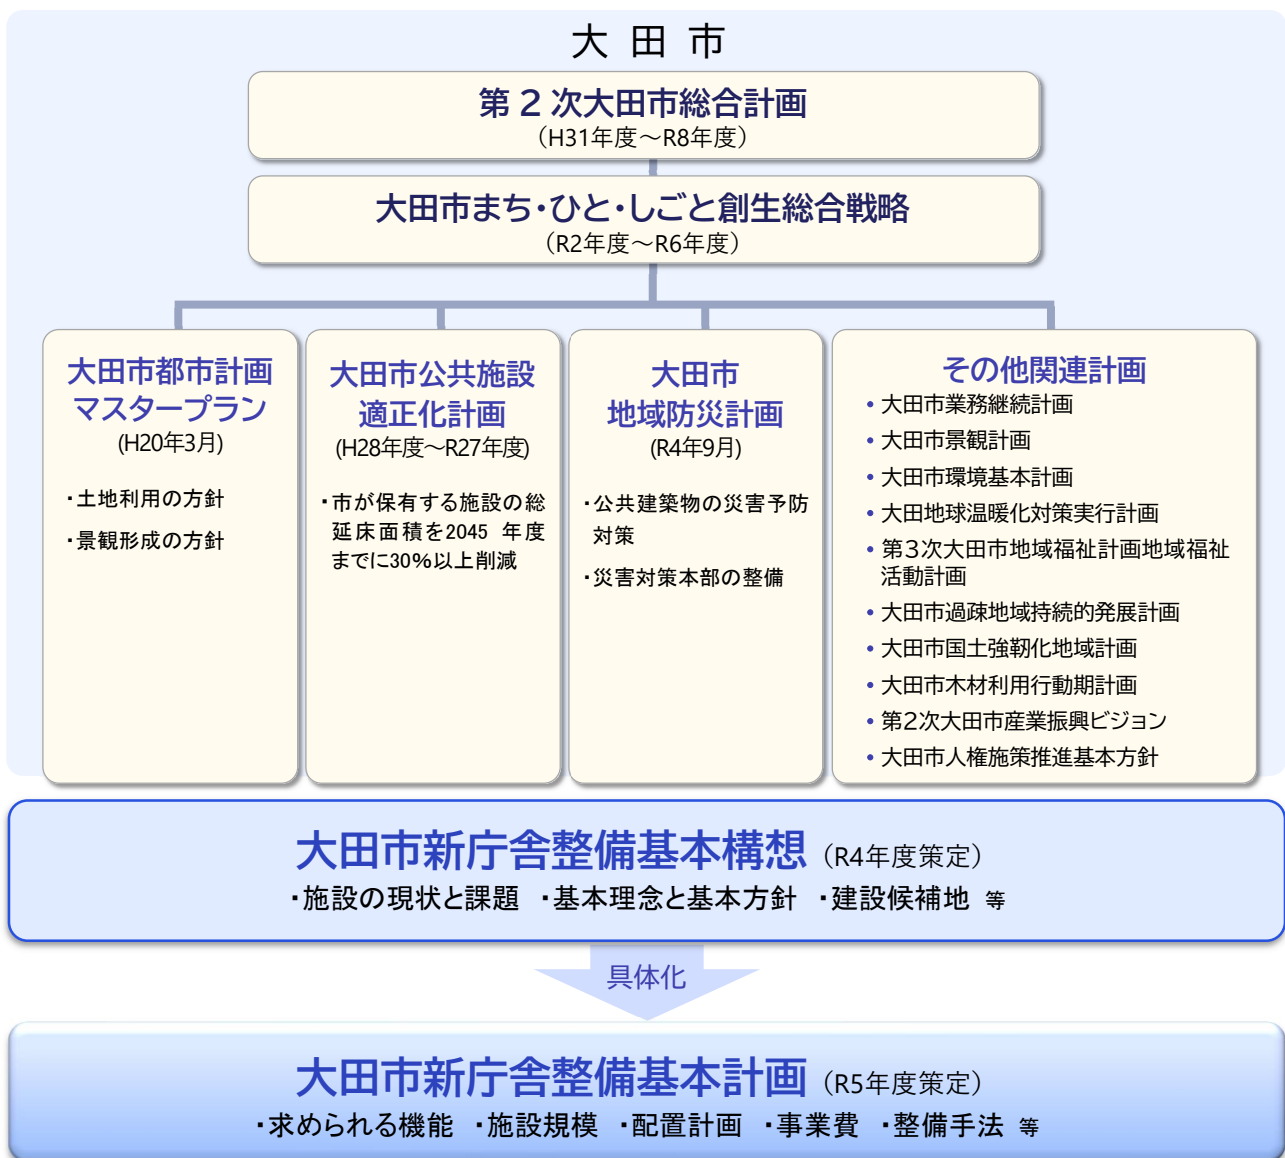 大 田 市
第２次大田市総合計画
（H31年度～R8年度）
大田市まち・ひと・しごと創生総合戦略
（R2年度～R6年度）
大田市都市計画
マスタープラン
(H20年3月)
・土地利用の方針
・景観形成の方針
大田市公共施設
適正化計画
(H28年度～R27年度)
・市が保有する施設の総
延床面積を2045 年度
までに30％以上削減
大田市
地域防災計画
(R4年9月)
・公共建築物の災害予防
対策
・災害対策本部の整備
その他関連計画
• 大田市業務継続計画
• 大田市景観計画
• 大田市環境基本計画
• 大田地球温暖化対策実行計画
• 第３次大田市地域福祉計画地域福祉
活動計画
• 大田市過疎地域持続的発展計画
• 大田市国土強靭化地域計画
• 大田市木材利用行動期計画
• 第２次大田市産業振興ビジョン
• 大田市人権施策推進基本方針
大田市新庁舎整備基本構想（R4年度策定）
・施設の現状と課題 ・基本理念と基本方針 ・建設候補地 等
具体化
大田市新庁舎整備基本計画（R5年度策定）
・求められる機能 ・施設規模 ・配置計画 ・事業費 ・整備手法 等